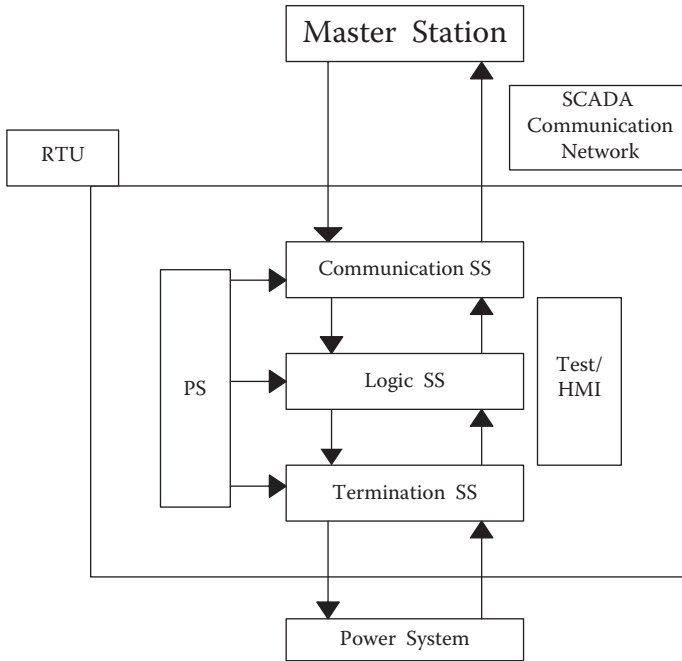 Master Station
SCADA
Communication
Network
RTU
Communication SS
PS
Logic SS
Test/
HMI
Termination SS
Power System